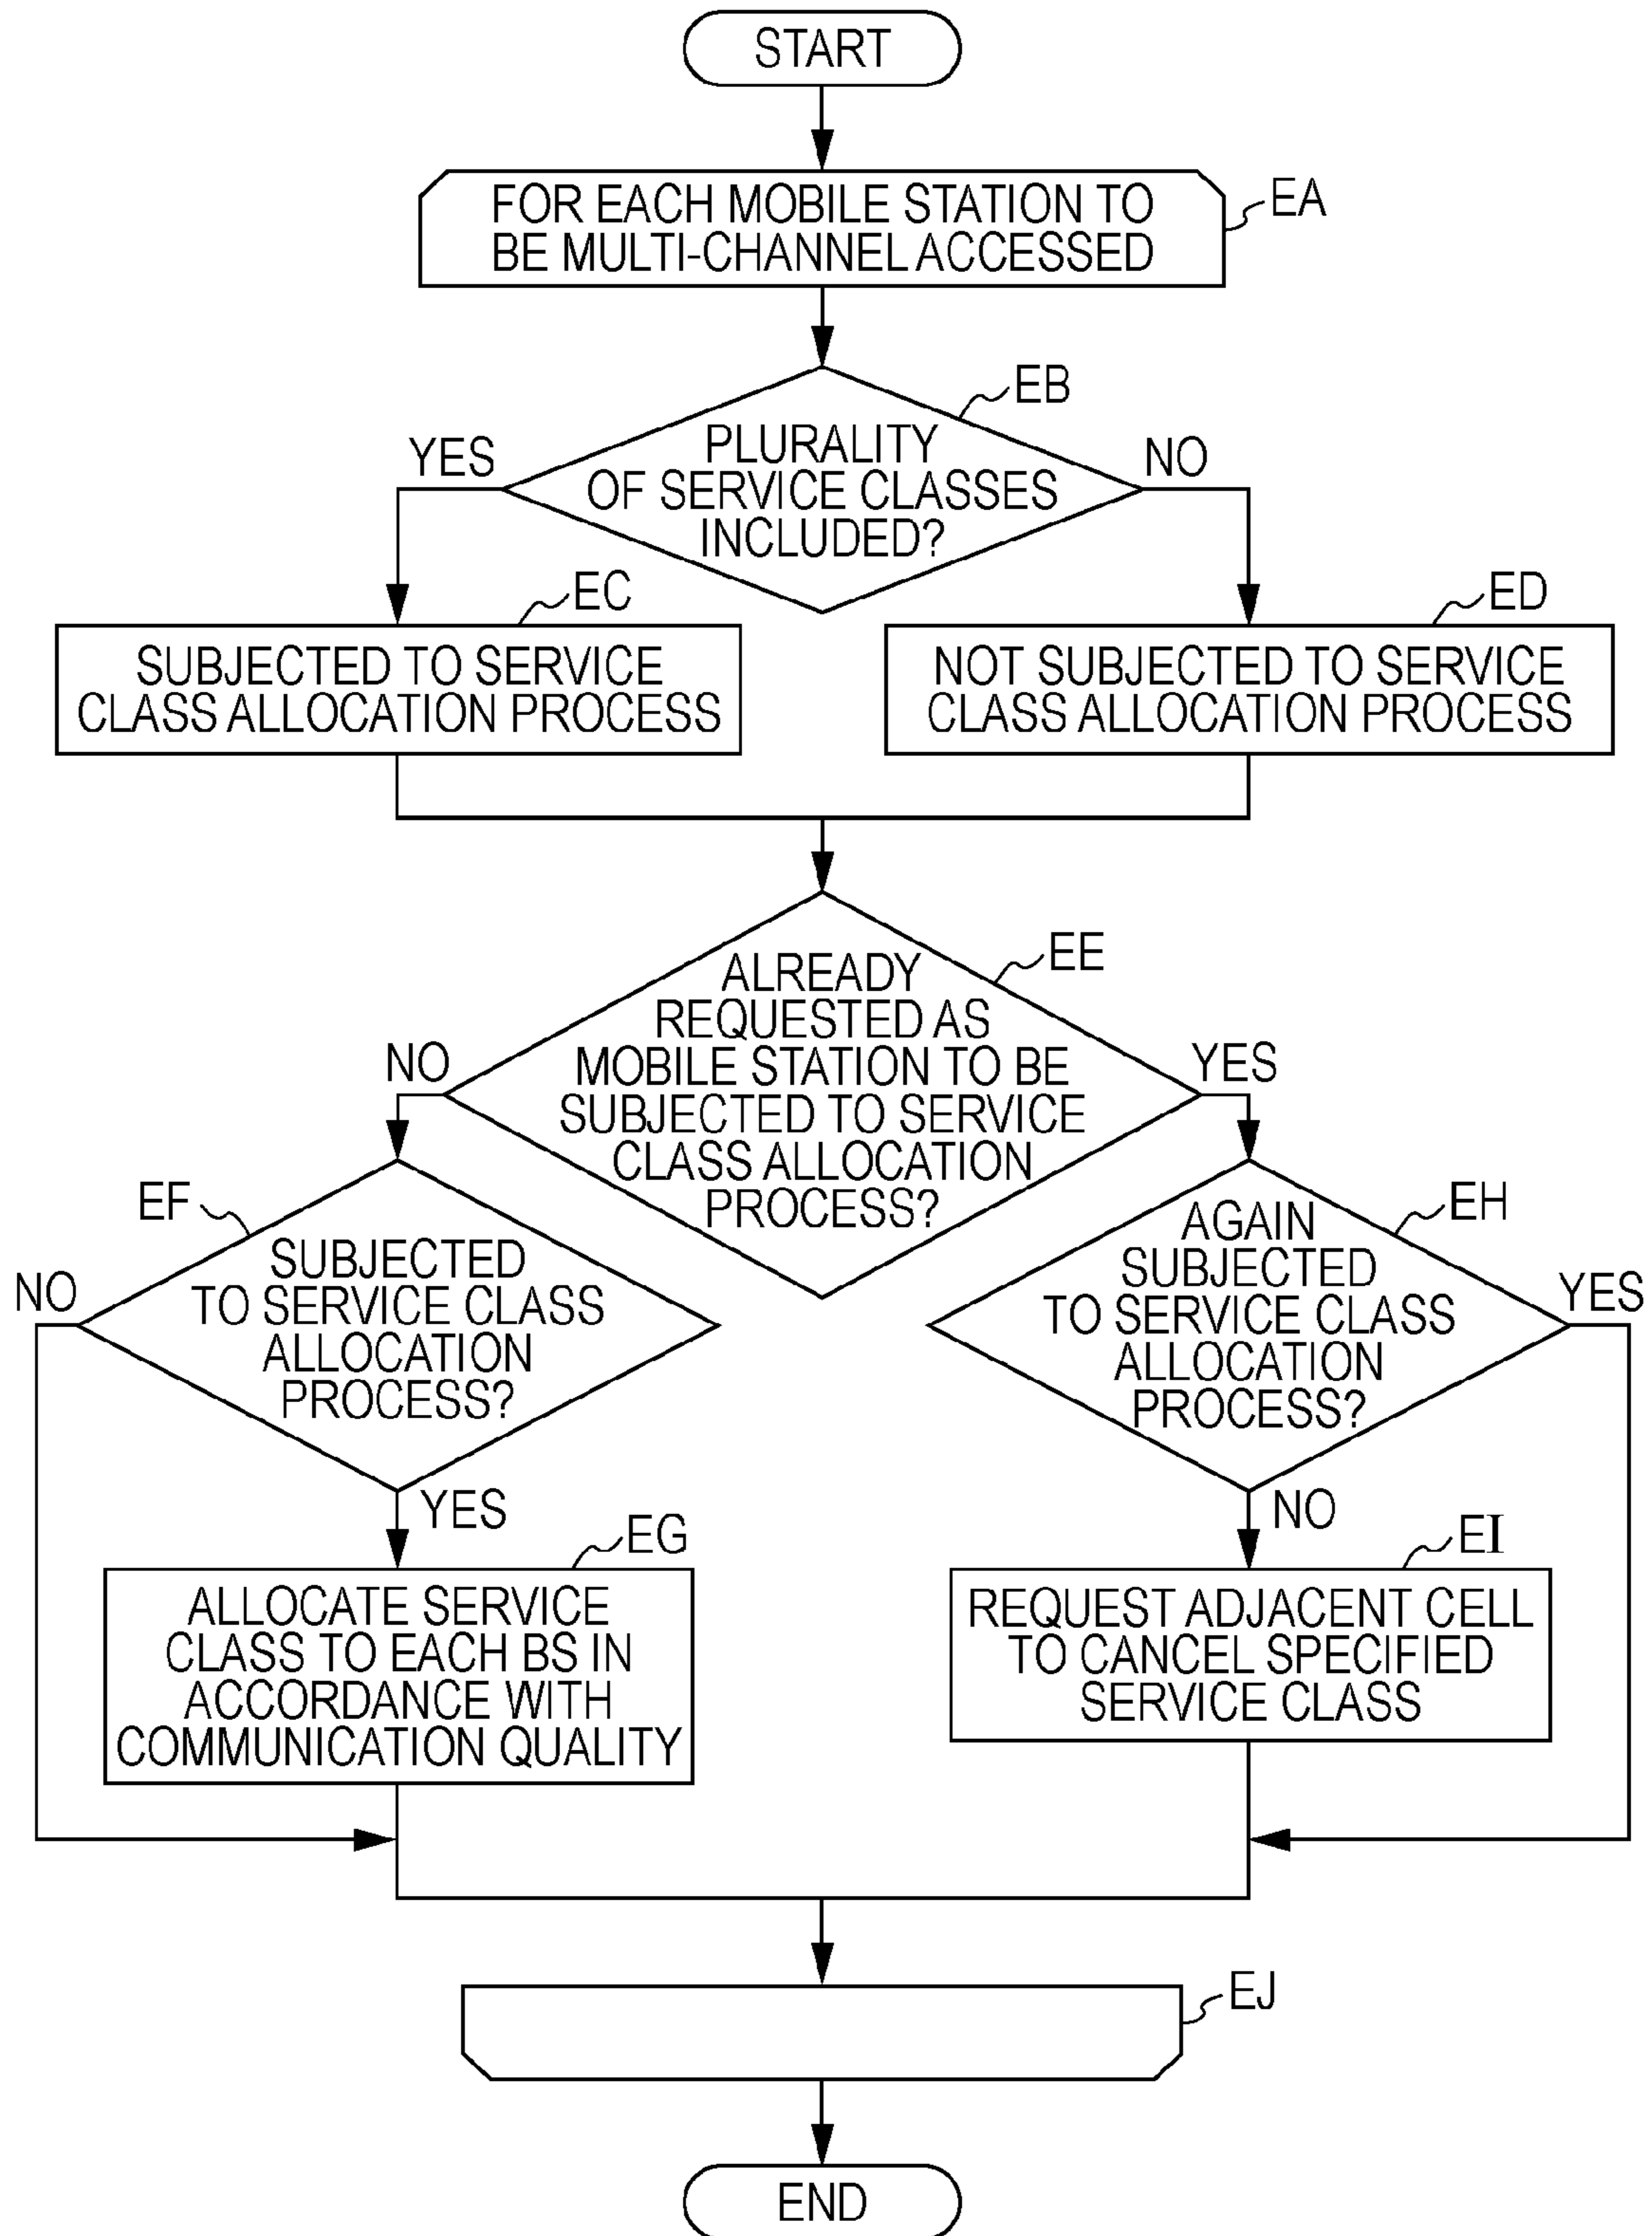 START
FOR EACH MOBILE STATION TO
BE MULTI-CHANNEL ACCESSED
EA
EB
PLURALITY
OF SERVICE CLASSES
INCLUDED?
YES
NO
EC
SUBJECTED TO SERVICE
CLASS ALLOCATION PROCESS
ED
NOT SUBJECTED TO SERVICE
CLASS ALLOCATION PROCESS
EE
ALREADY
REQUESTED AS
MOBILE STATION TO BE
SUBJECTED TO SERVICE
CLASS ALLOCATION
PROCESS?
NO
YES
EF
SUBJECTED
TO SERVICE CLASS
ALLOCATION
PROCESS?
NO
YES
EH
AGAIN
SUBJECTED
TO SERVICE CLASS
ALLOCATION
PROCESS?
YES
NO
EG
ALLOCATE SERVICE
CLASS TO EACH BS IN
ACCORDANCE WITH
COMMUNICATION QUALITY
EI
REQUEST ADJACENT CELL
TO CANCEL SPECIFIED
SERVICE CLASS
EJ
END